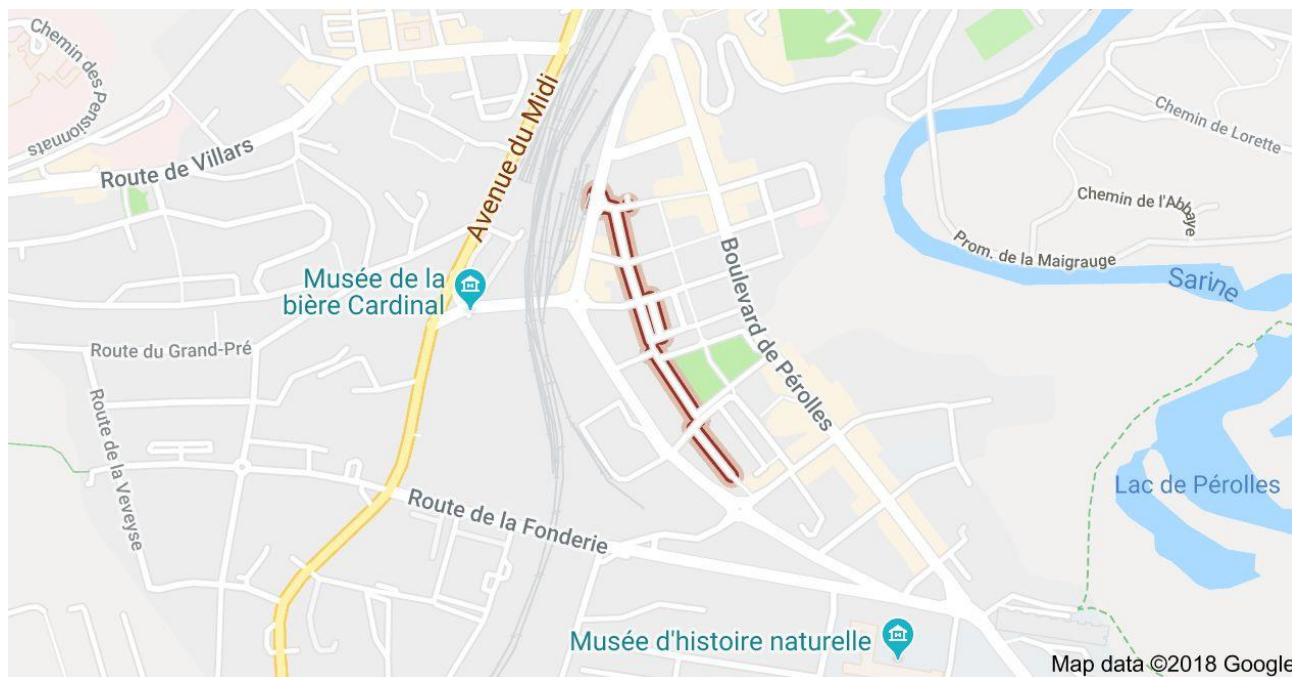 Chemin des Pensionnats
Route de Villars
Avenue du Midi
Chemin de Lorette
Chemin de l'Abbaye
Prom. de la Maigrauge
Sarine
Boulevard de Pérolles
Musée de la
bière Cardinal
Route du Grand-Pré
Route de la Veveyse
Route de la Fonderie
Lac de Pérolles
Musée d'histoire naturelle
Map data ©2018 Google